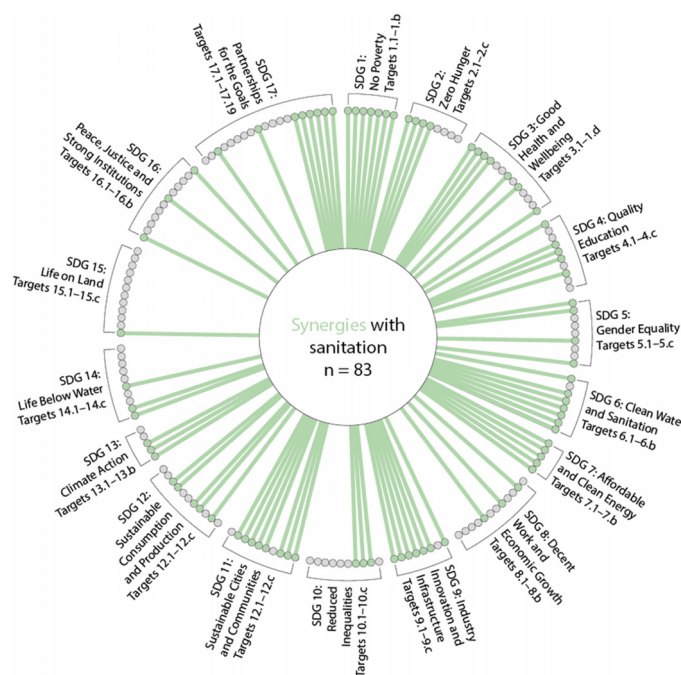 SDG 1:
No Poverty
Targets 1.1–1.b
SDG 2:
Zero Hunger
Targets 2.1–2.c
SDG 3: Good
Health and
Wellbeing
Targets 3.1–1.d
SDG 4: Quality
Education
Targets 4.1–4.c
SDG 5:
Gender Equality
Targets 5.1–5.c
SDG 6: Clean Wate
and Sanitation
Targets 6.1–6.b
SDG 7: Affordable
and Clean Energy
Targets 7.1–7.b
SDG 8: Decent
Work and
Economic Growth
Targets 8.1–8.b
SDG 9: Industry
Innovation and
Infrastructure
Targets 9.1–9.c
SDG 10:
Reduced
Inequalities
Targets 10.1–10.c
SDG 11:
Sustainable Cities
and Communities
Targets 12.1–12.c
SDG 12:
Sustainable
Consumption
and Production
Targets 12.1–12.c
SDG 13:
Climate Action
Targets 13.1–13.b
SDG 14:
Life Below Water
Targets 14.1–14.c
SDG 15:
Life on Land
Targets 15.1–15.c
SDG 16:
Peace, Justice and
Strong Institutions
Targets 16.1–16.b
SDG 17:
Partnerships
for the Goals
Targets 17.1–17.19
Synergies with
sanitation
n = 83